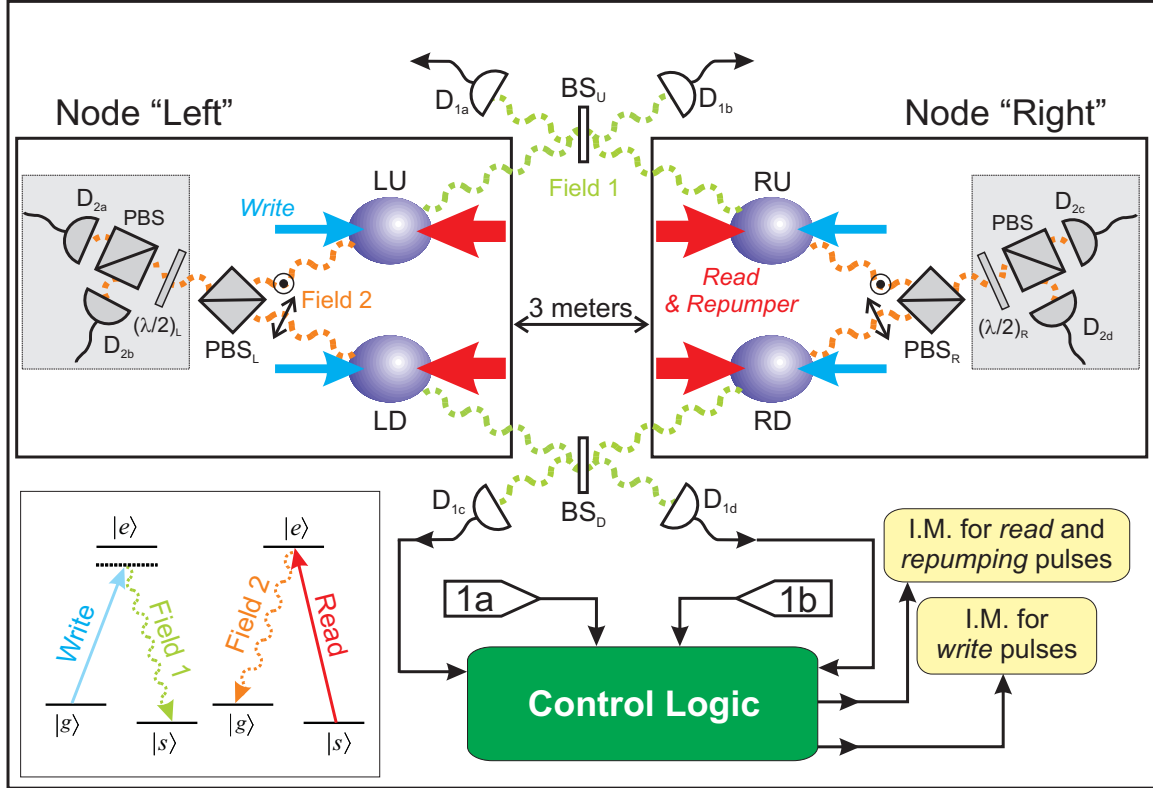 D1a
BSU
D1b
Node “Left”
Node “Right”
Field 1
D2a
PBS
LU
Write
RU
PBS
D2c
Read
& Repumper
Field 2
3 meters
(λ/2)L
PBSL
D2b
(λ/2)R
PBSR
D2d
LD
RD
D1c
BSD
D1d
I.M. for read and
repumping pulses
|e⟩
|e⟩
1a
1b
I.M. for
write pulses
Write
Field 1
Field 2
Read
Control Logic
|g⟩
|s⟩
|g⟩
|s⟩